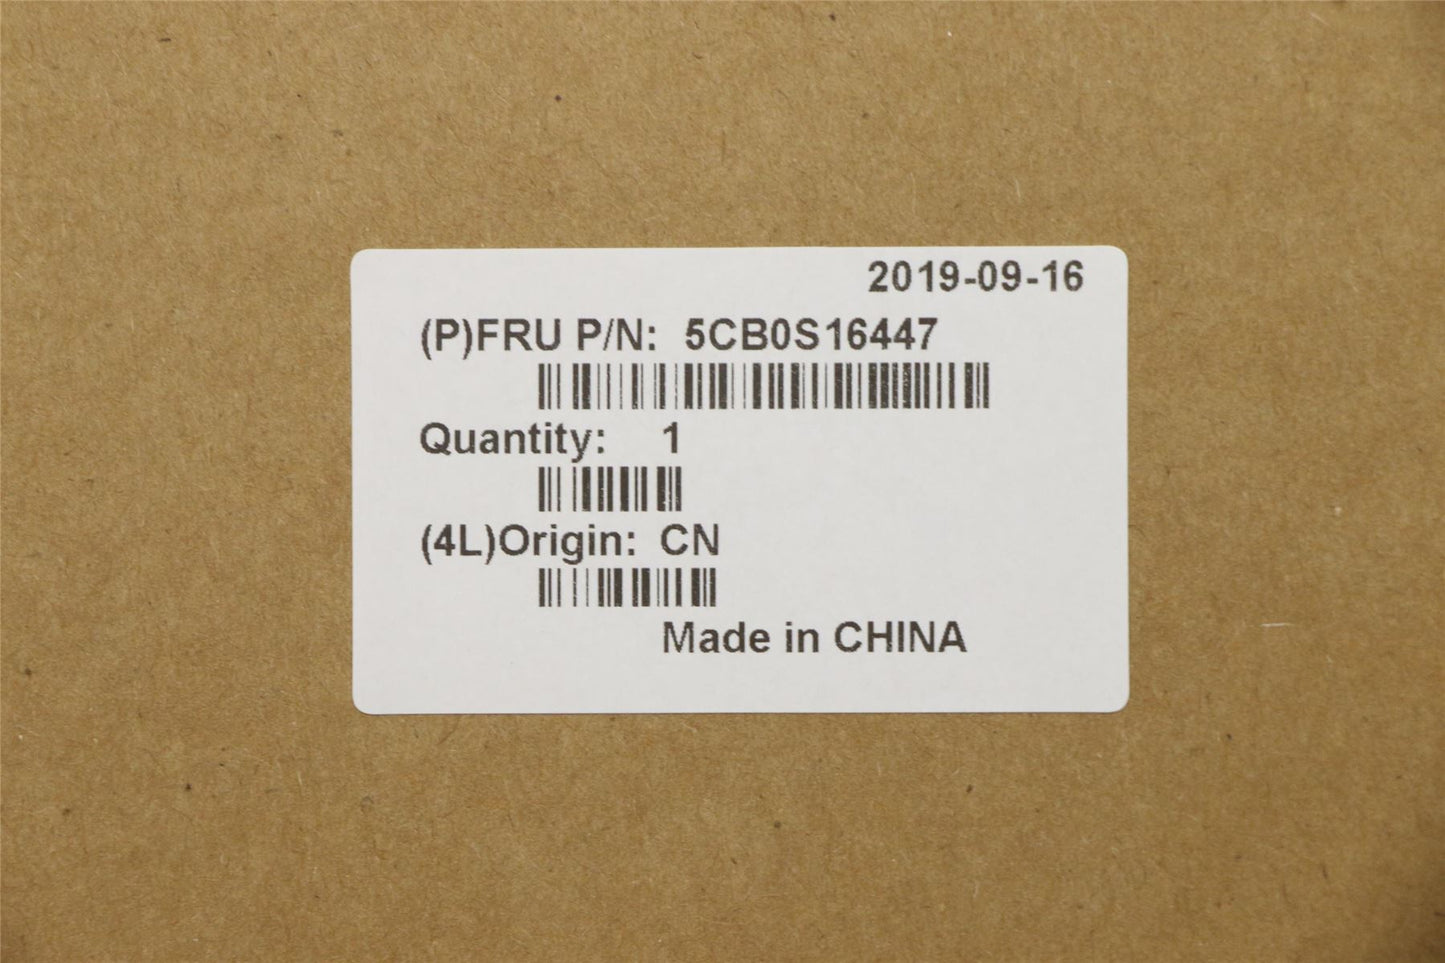 2019-09-16
(P)FRU P/N: 5CB0S16447
Quantity: 1
(4L)Origin: CN
Made in CHINA